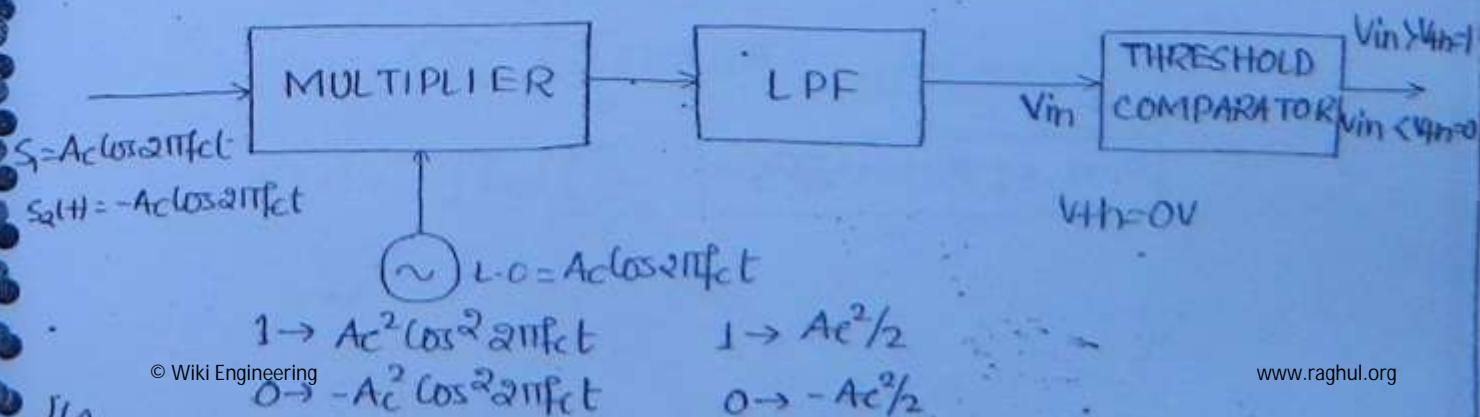 MULTIPLIER
LPF
THRESHOLD
COMPARATOR
Vin>Vth=1
Vin
Vin<Vth=0
S1=Ac Cos2πfct
S2(t) = -Ac Cos2πfct
Vth=0V
~
L.O = Ac Cos2πfct
1→ Ac² Cos² 2πfct
1→ Ac²/2
0→ -Ac² Cos² 2πfct
0→ -Ac²/2
© Wiki Engineering
www.raghul.org